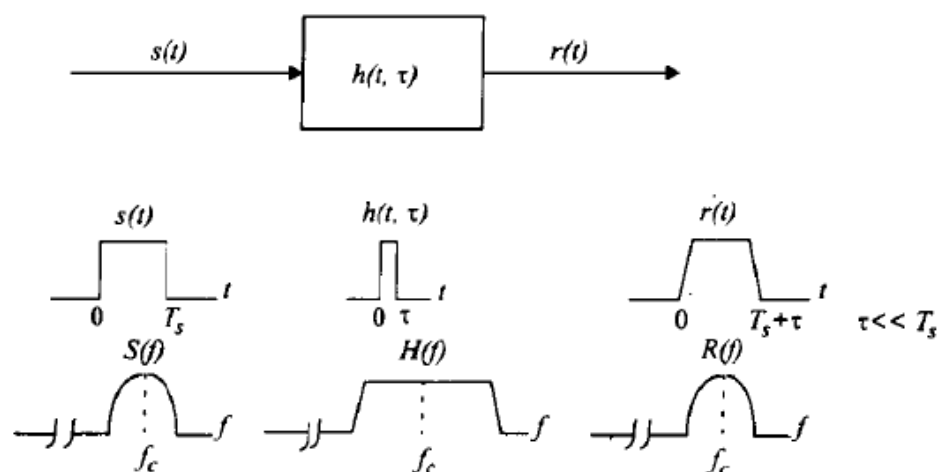 s(t) h(t, τ) r(t)
s(t) h(t, τ) r(t)
t t t
0 T_s 0 τ 0 T_s+τ τ<< T_s
S(f) H(f) R(f)
f f f
f_c f_c f_c